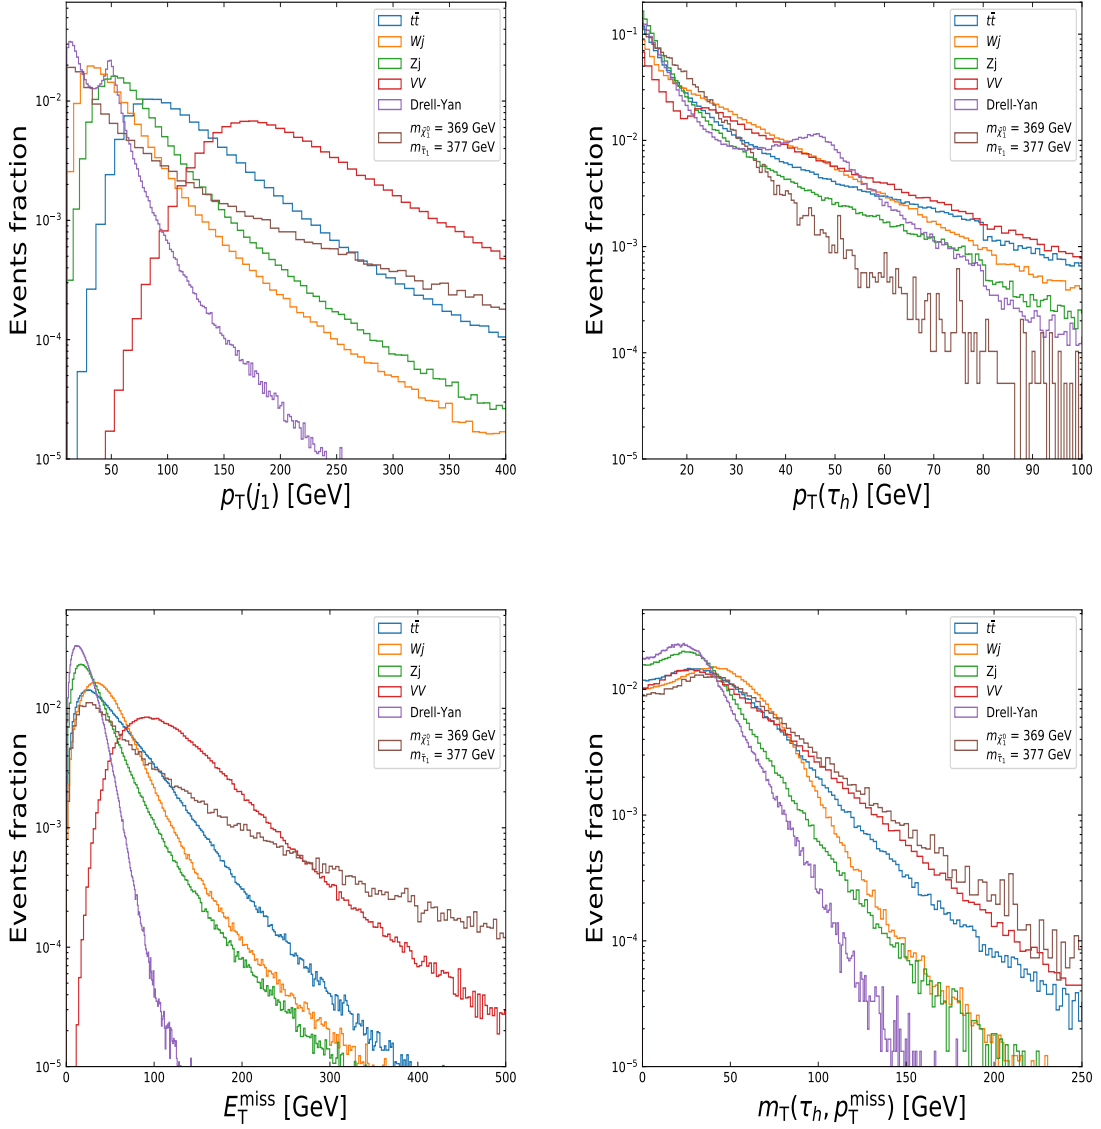 Events fraction
10⁻²
10⁻³
10⁻⁴
10⁻⁵
50 100 150 200 250 300 350 400
p_T(j₁) [GeV]
tt̄
Wj
Zj
VV
Drell-Yan
m_χ̃₁⁰ = 369 GeV
m_τ̃₁ = 377 GeV
Events fraction
10⁻¹
10⁻²
10⁻³
10⁻⁴
10⁻⁵
20 30 40 50 60 70 80 90 100
p_T(τ_h) [GeV]
tt̄
Wj
Zj
VV
Drell-Yan
m_χ̃₁⁰ = 369 GeV
m_τ̃₁ = 377 GeV
Events fraction
10⁻²
10⁻³
10⁻⁴
10⁻⁵
0 100 200 300 400 500
E_T^miss [GeV]
tt̄
Wj
Zj
VV
Drell-Yan
m_χ̃₁⁰ = 369 GeV
m_τ̃₁ = 377 GeV
Events fraction
10⁻²
10⁻³
10⁻⁴
10⁻⁵
0 50 100 150 200 250
m_T(τ_h, p_T^miss) [GeV]
tt̄
Wj
Zj
VV
Drell-Yan
m_χ̃₁⁰ = 369 GeV
m_τ̃₁ = 377 GeV